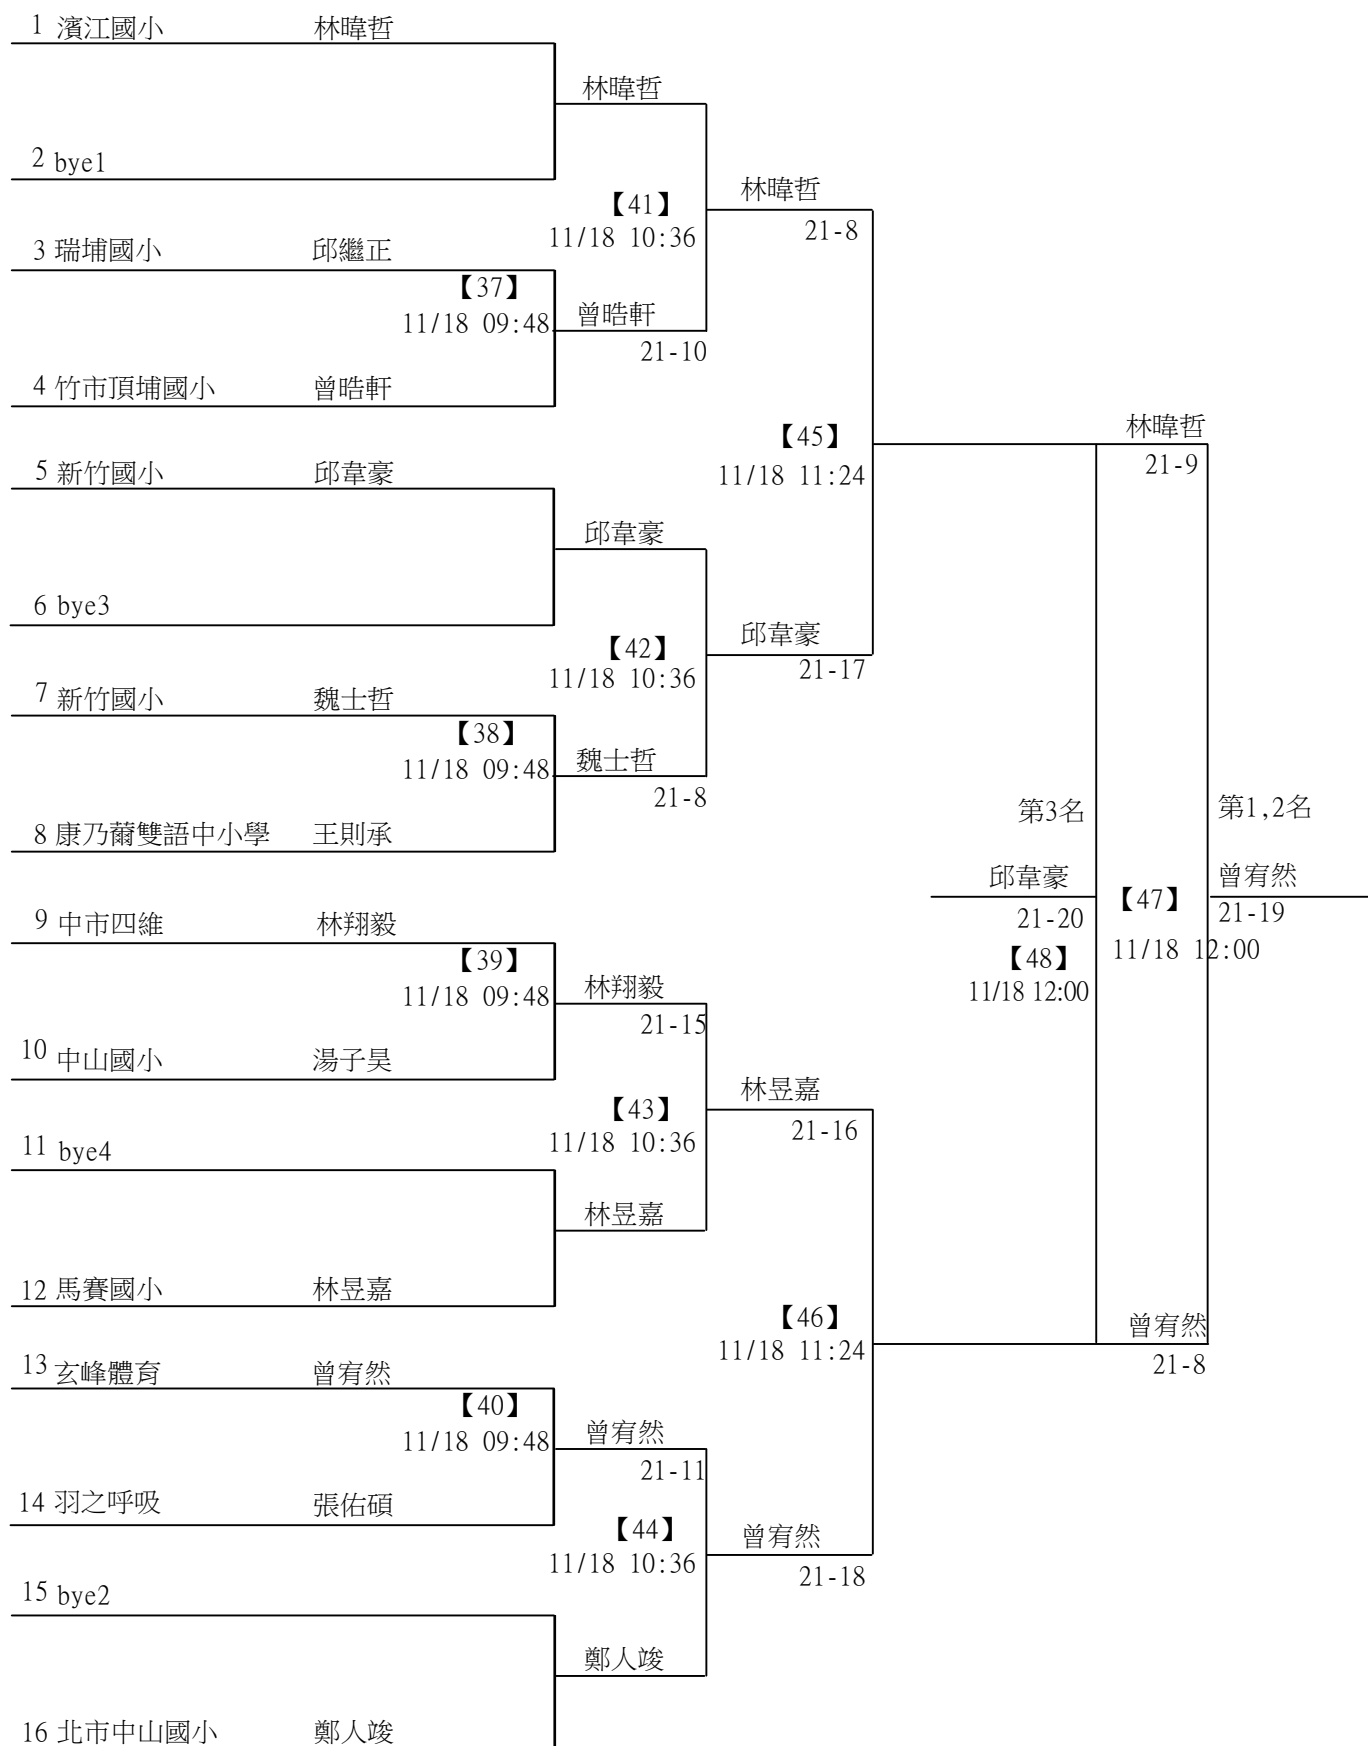 1 濱江國小 林暐哲
林暐哲
2 bye1
林暐哲
【41】
21-8
11/18 10:36
3 瑞埔國小 邱繼正
【37】
11/18 09:48
曾晧軒
21-10
4 竹市頂埔國小 曾晧軒
林暐哲
【45】
21-9
11/18 11:24
5 新竹國小 邱韋豪
邱韋豪
6 bye3
邱韋豪
【42】
21-17
11/18 10:36
7 新竹國小 魏士哲
【38】
11/18 09:48
魏士哲
21-8
第3名
第1,2名
8 康乃薾雙語中小學 王則承
邱韋豪
曾宥然
【47】
21-20
21-19
9 中市四維 林翔毅
【39】
【48】
11/18 12:00
11/18 12:00
11/18 09:48
林翔毅
21-15
10 中山國小 湯子昊
林昱嘉
【43】
21-16
11/18 10:36
11 bye4
林昱嘉
12 馬賽國小 林昱嘉
【46】
曾宥然
11/18 11:24
21-8
13 玄峰體育 曾宥然
【40】
11/18 09:48
曾宥然
21-11
14 羽之呼吸 張佑碩
【44】
曾宥然
11/18 10:36
21-18
15 bye2
鄭人竣
16 北市中山國小 鄭人竣